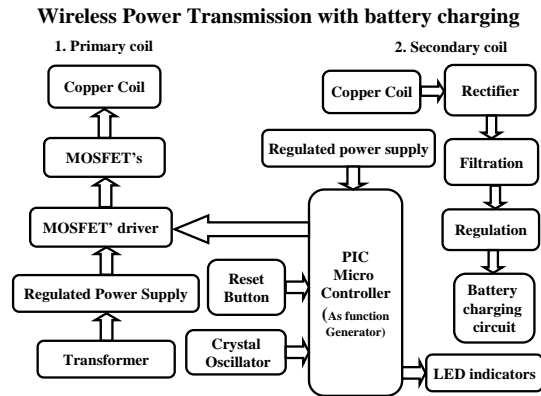 Wireless Power Transmission with battery charging
1. Primary coil
Copper Coil
MOSFET's
MOSFET' driver
Regulated Power Supply
Transformer
Regulated power supply
Reset
Button
Crystal
Oscillator
PIC
Micro
Controller
(As function
Generator)
LED indicators
2. Secondary coil
Copper Coil
Rectifier
Filtration
Regulation
Battery
charging
circuit